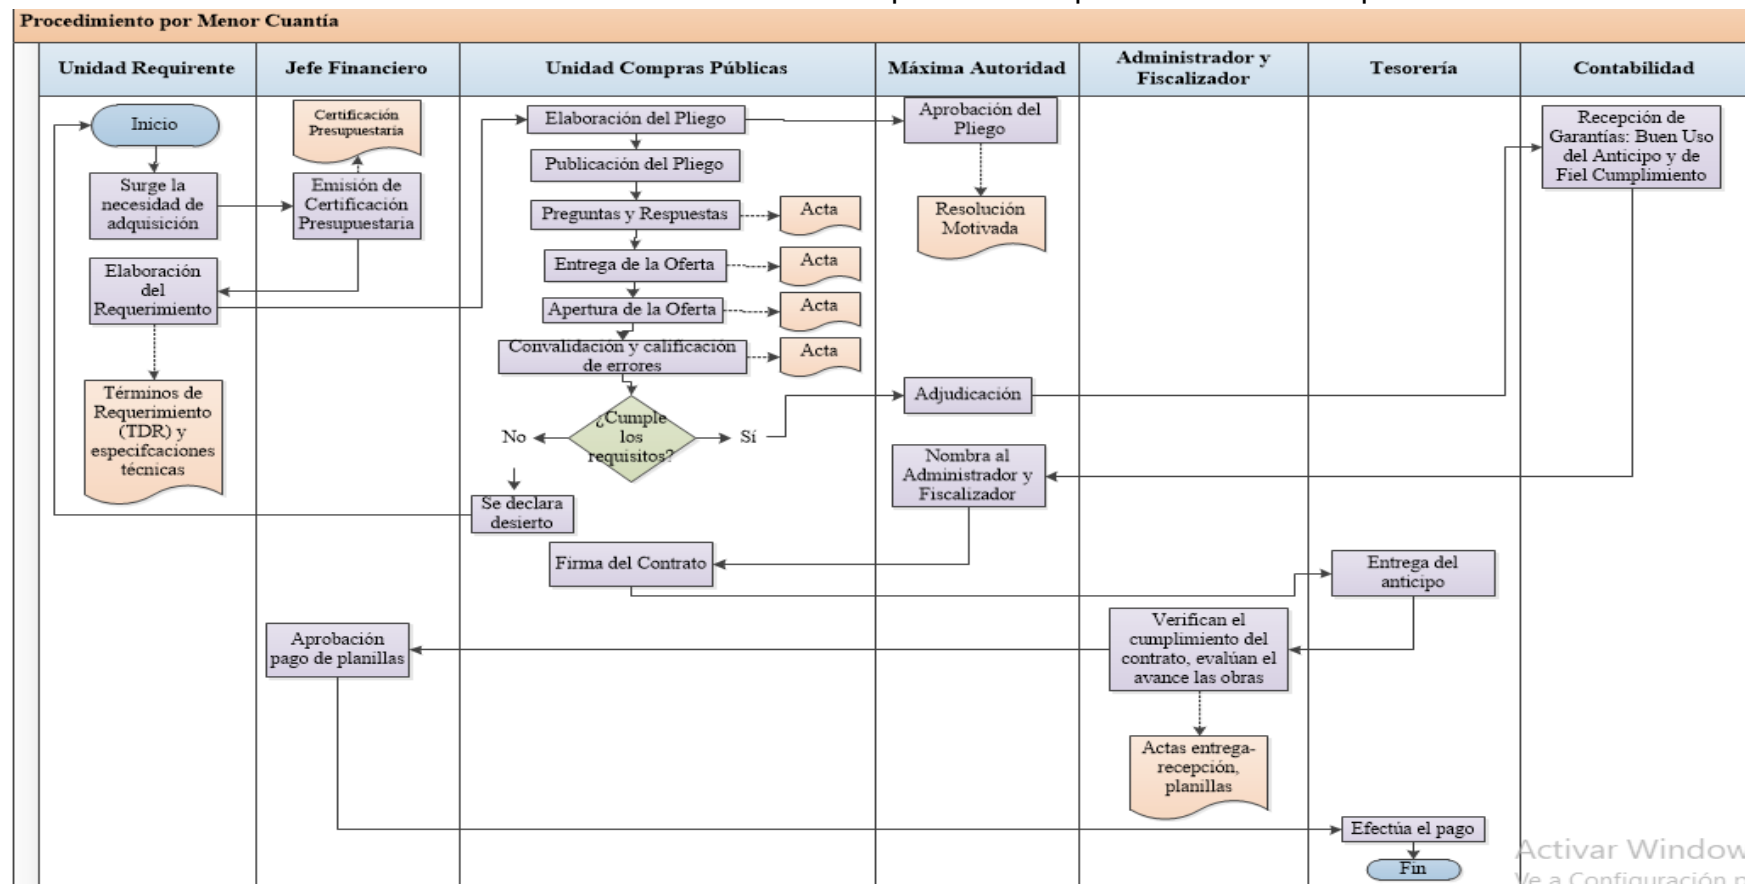 Procedimiento por Menor Cuantía
Unidad Requirente
Jefe Financiero
Unidad Compras Públicas
Máxima Autoridad
Administrador y
Fiscalizador
Tesorería
Contabilidad
Inicio
Surge la
necesidad de
adquisición
Elaboración
del
Requerimiento
Términos de
Requerimiento
(TDR) y
especifcaciones
técnicas
Certificación
Presupuestaria
Emisión de
Certificación
Presupuestaria
Aprobación
pago de planillas
Elaboración del Pliego
Publicación del Pliego
Preguntas y Respuestas
Acta
Entrega de la Oferta
Acta
Apertura de la Oferta
Acta
Convalidación y calificación
de errores
Acta
¿Cumple
los
requisitos?
No
Sí
Se declara
desierto
Firma del Contrato
Aprobación del
Pliego
Resolución
Motivada
Adjudicación
Nombra al
Administrador y
Fiscalizador
Verifican el
cumplimiento del
contrato, evalúan el
avance las obras
Actas entrega-
recepción,
planillas
Entrega del
anticipo
Efectúa el pago
Fin
Recepción de
Garantías: Buen Uso
del Anticipo y de
Fiel Cumplimiento
Activar Window
Ve a Configuración p